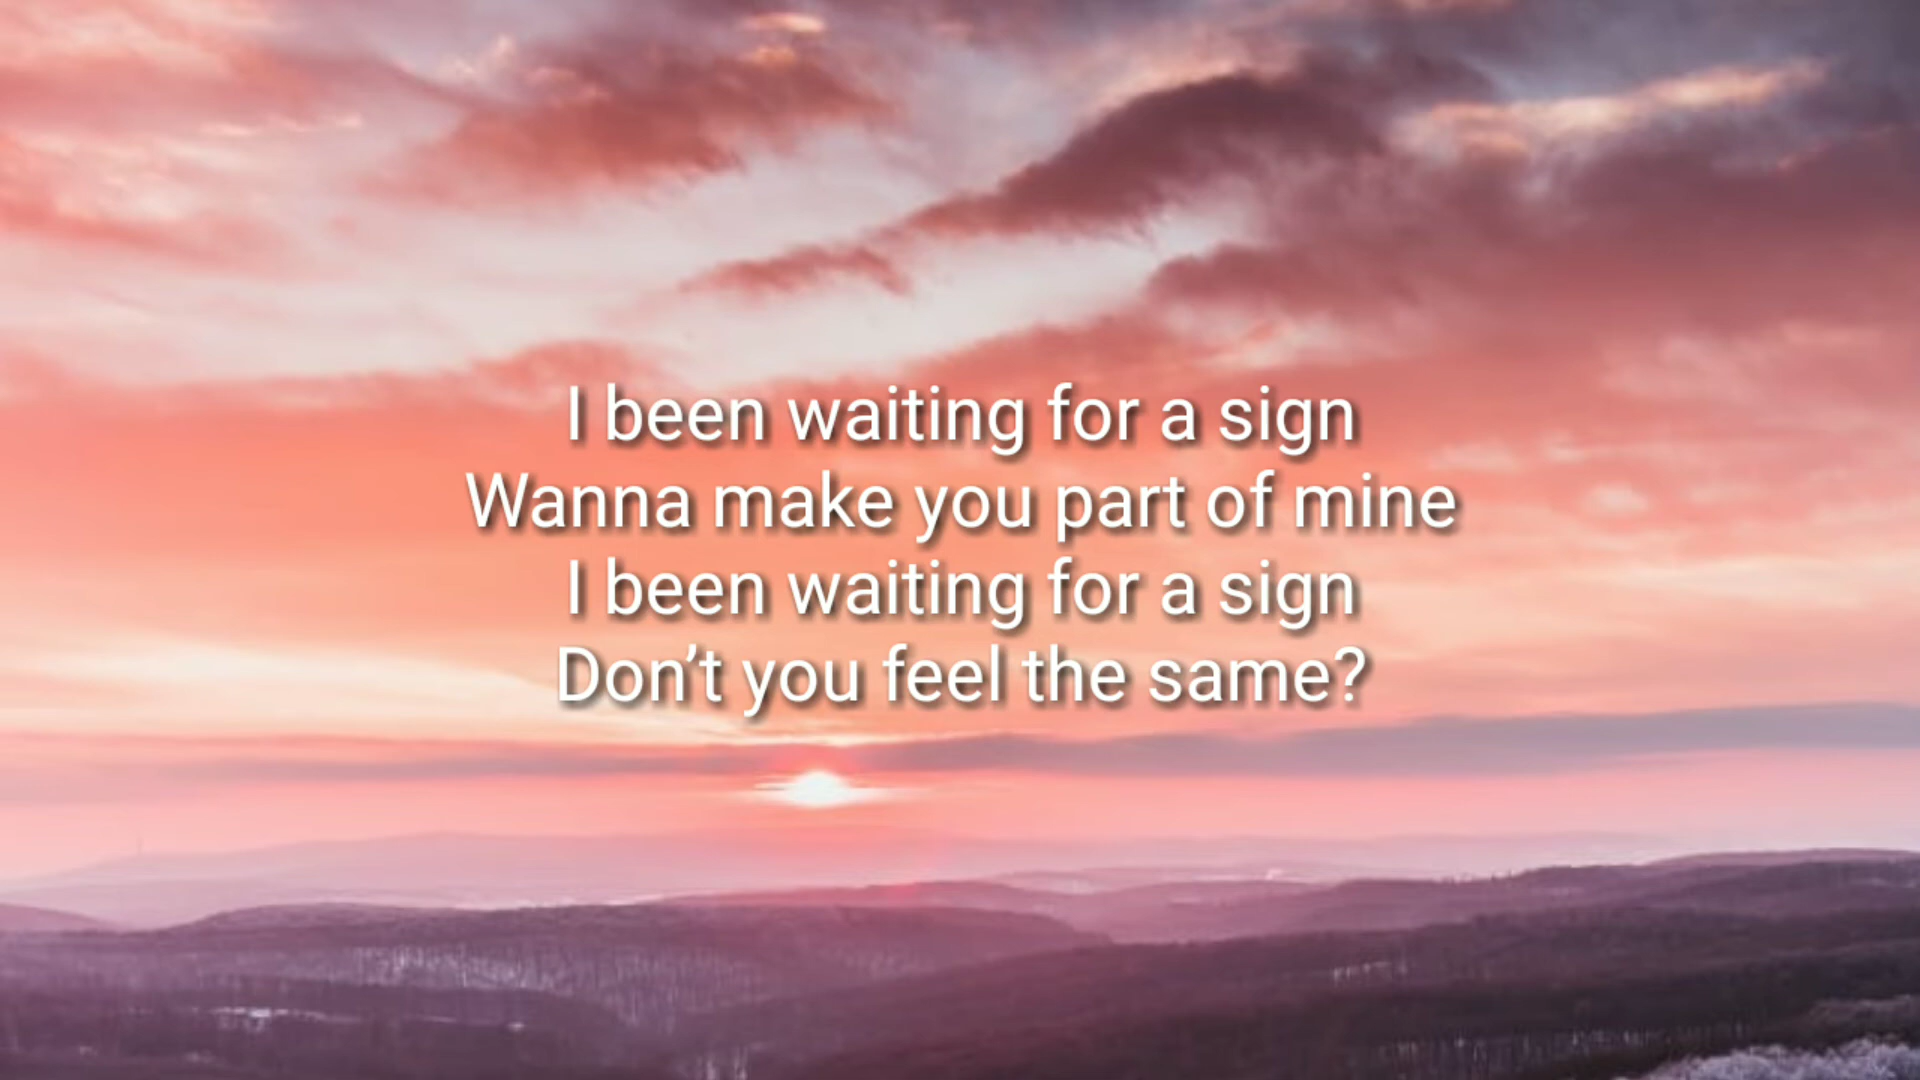 I been waiting for a sign
Wanna make you part of mine
I been waiting for a sign
Don’t you feel the same?